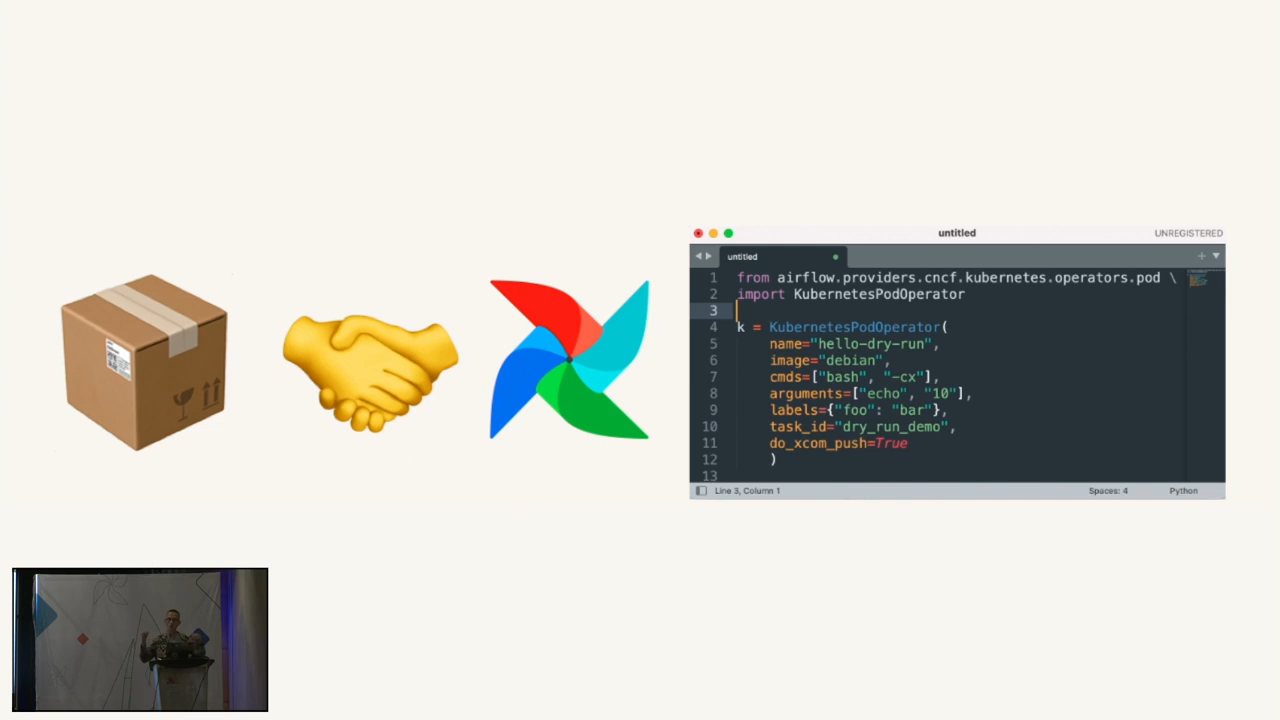 untitled
UNREGISTERED
untitled
1 from airflow.providers.cncf.kubernetes.operators.pod \
2 import KubernetesPodOperator
3
4 k = KubernetesPodOperator(
5 name="hello-dry-run",
6 image="debian",
7 cmds=["bash", "-cx"],
8 arguments=["echo", "10"],
9 labels={"foo": "bar"},
10 task_id="dry_run_demo",
11 do_xcom_push=True
12 )
13
Line 3, Column 1
Spaces: 4
Python